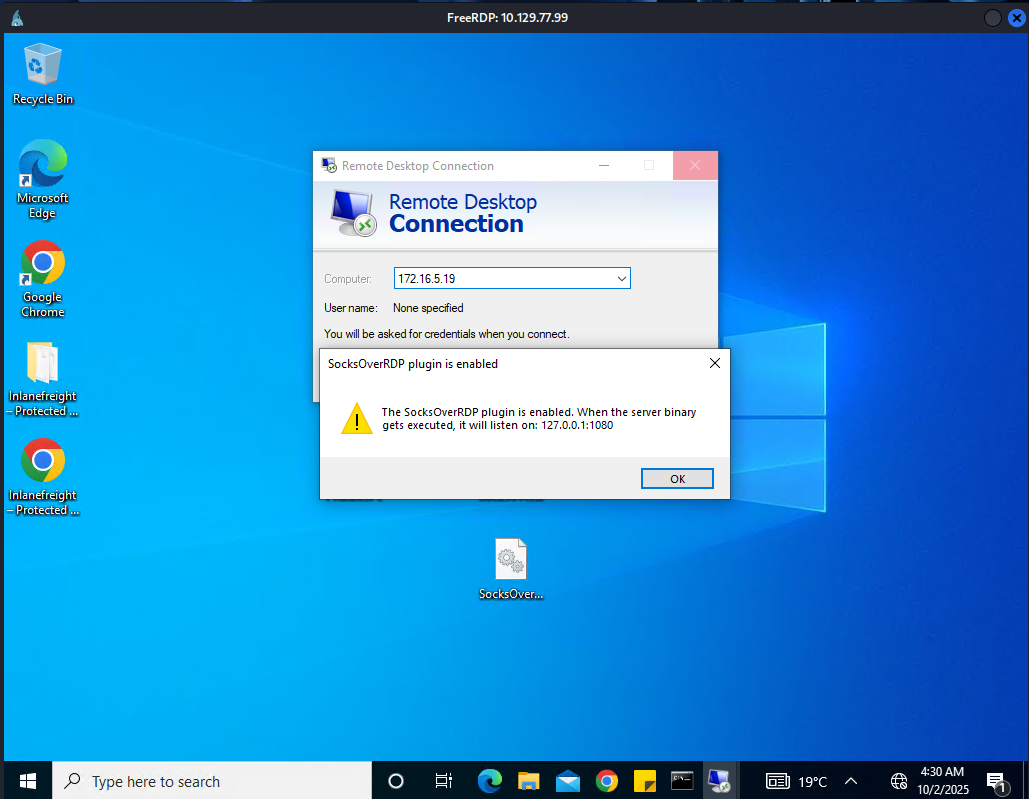 FreeRDP: 10.129.77.99
Recycle Bin
Microsoft
Edge
Google
Chrome
Inlanefreight
– Protected ...
Inlanefreight
– Protected ...
Remote Desktop Connection
Remote Desktop
Connection
Computer:
172.16.5.19
User name:
None specified
You will be asked for credentials when you connect.
SocksOverRDP plugin is enabled
The SocksOverRDP plugin is enabled. When the server binary
gets executed, it will listen on: 127.0.0.1:1080
OK
SocksOver...
Type here to search
19°C
4:30 AM
10/2/2025
1